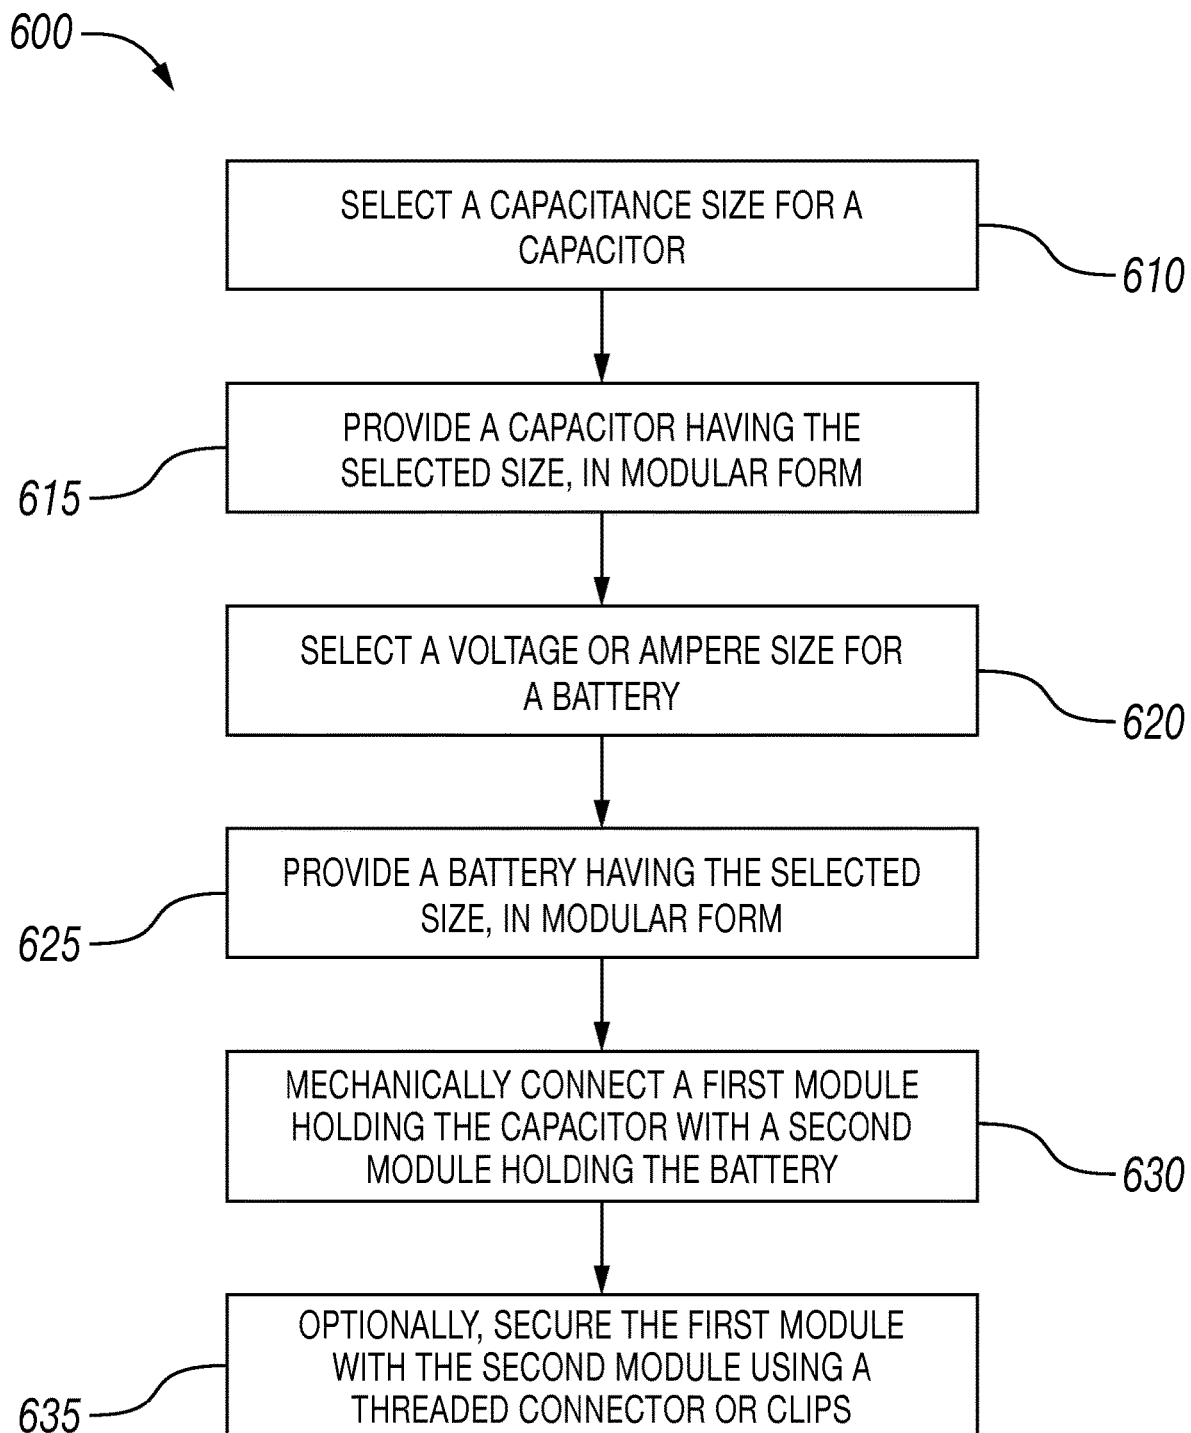 600
SELECT A CAPACITANCE SIZE FOR A
CAPACITOR
610
PROVIDE A CAPACITOR HAVING THE
SELECTED SIZE, IN MODULAR FORM
615
SELECT A VOLTAGE OR AMPERE SIZE FOR
A BATTERY
620
PROVIDE A BATTERY HAVING THE SELECTED
SIZE, IN MODULAR FORM
625
MECHANICALLY CONNECT A FIRST MODULE
HOLDING THE CAPACITOR WITH A SECOND
MODULE HOLDING THE BATTERY
630
OPTIONALLY, SECURE THE FIRST MODULE
WITH THE SECOND MODULE USING A
THREADED CONNECTOR OR CLIPS
635